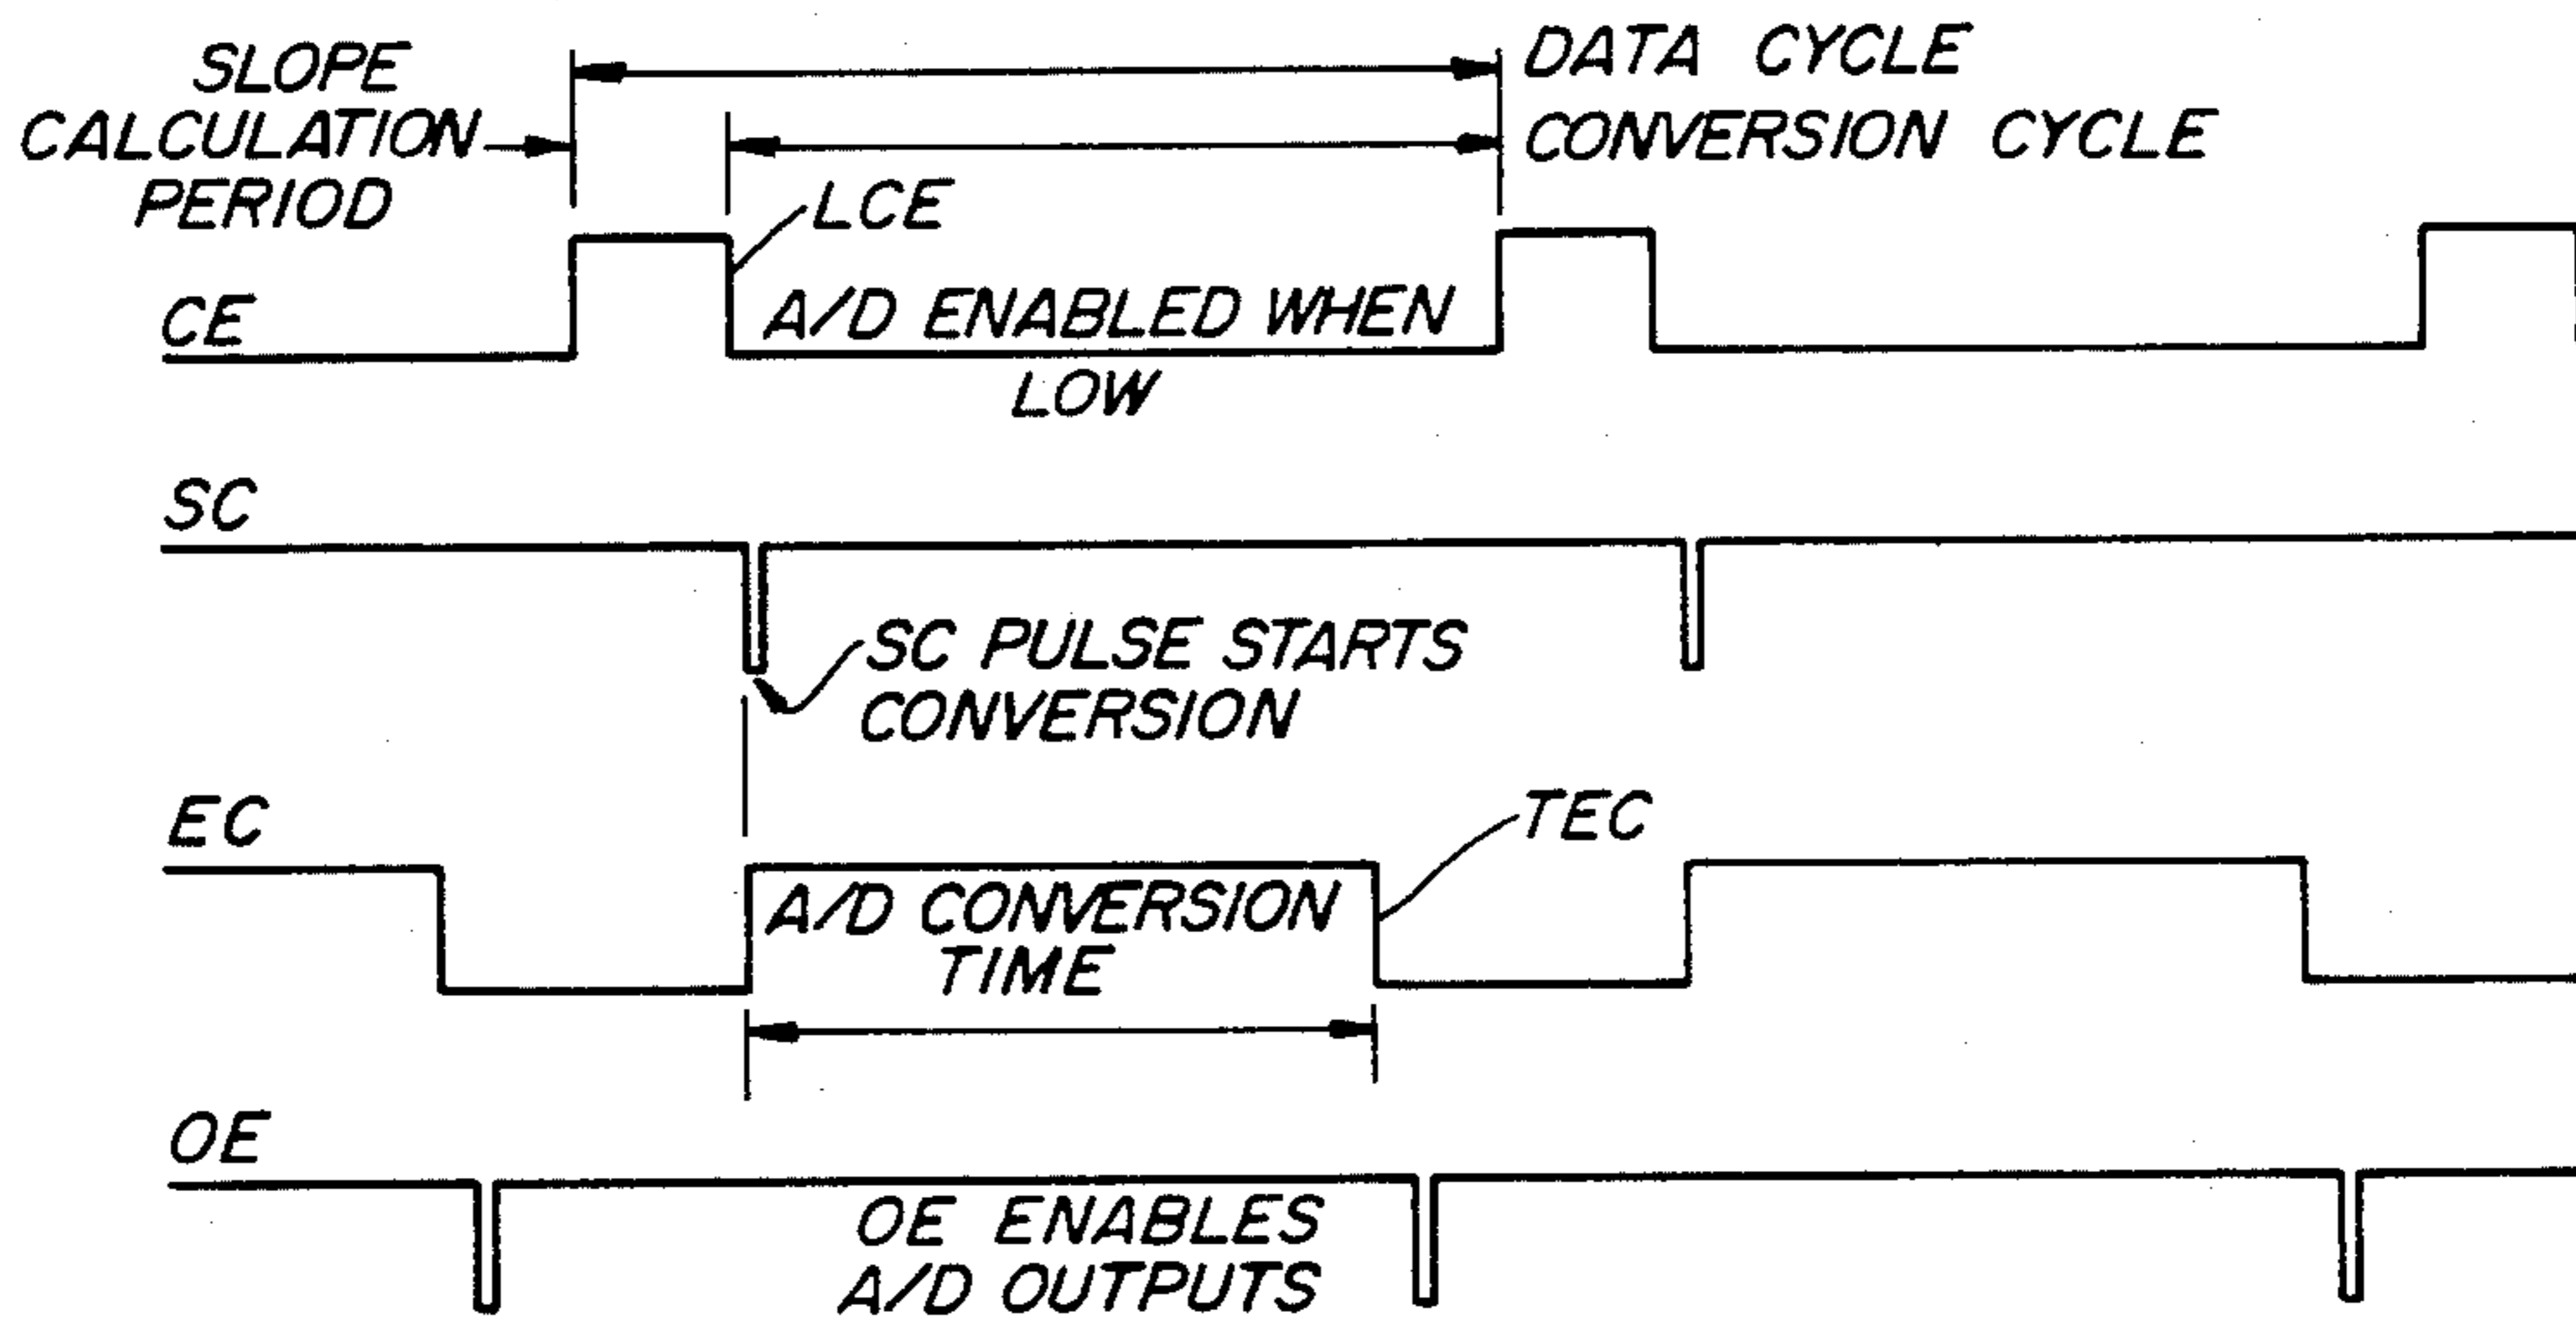 SLOPE
CALCULATION
PERIOD
DATA CYCLE
CONVERSION CYCLE
LCE
CE
A/D ENABLED WHEN
LOW
SC
SC PULSE STARTS
CONVERSION
EC
TEC
A/D CONVERSION
TIME
OE
OE ENABLES
A/D OUTPUTS